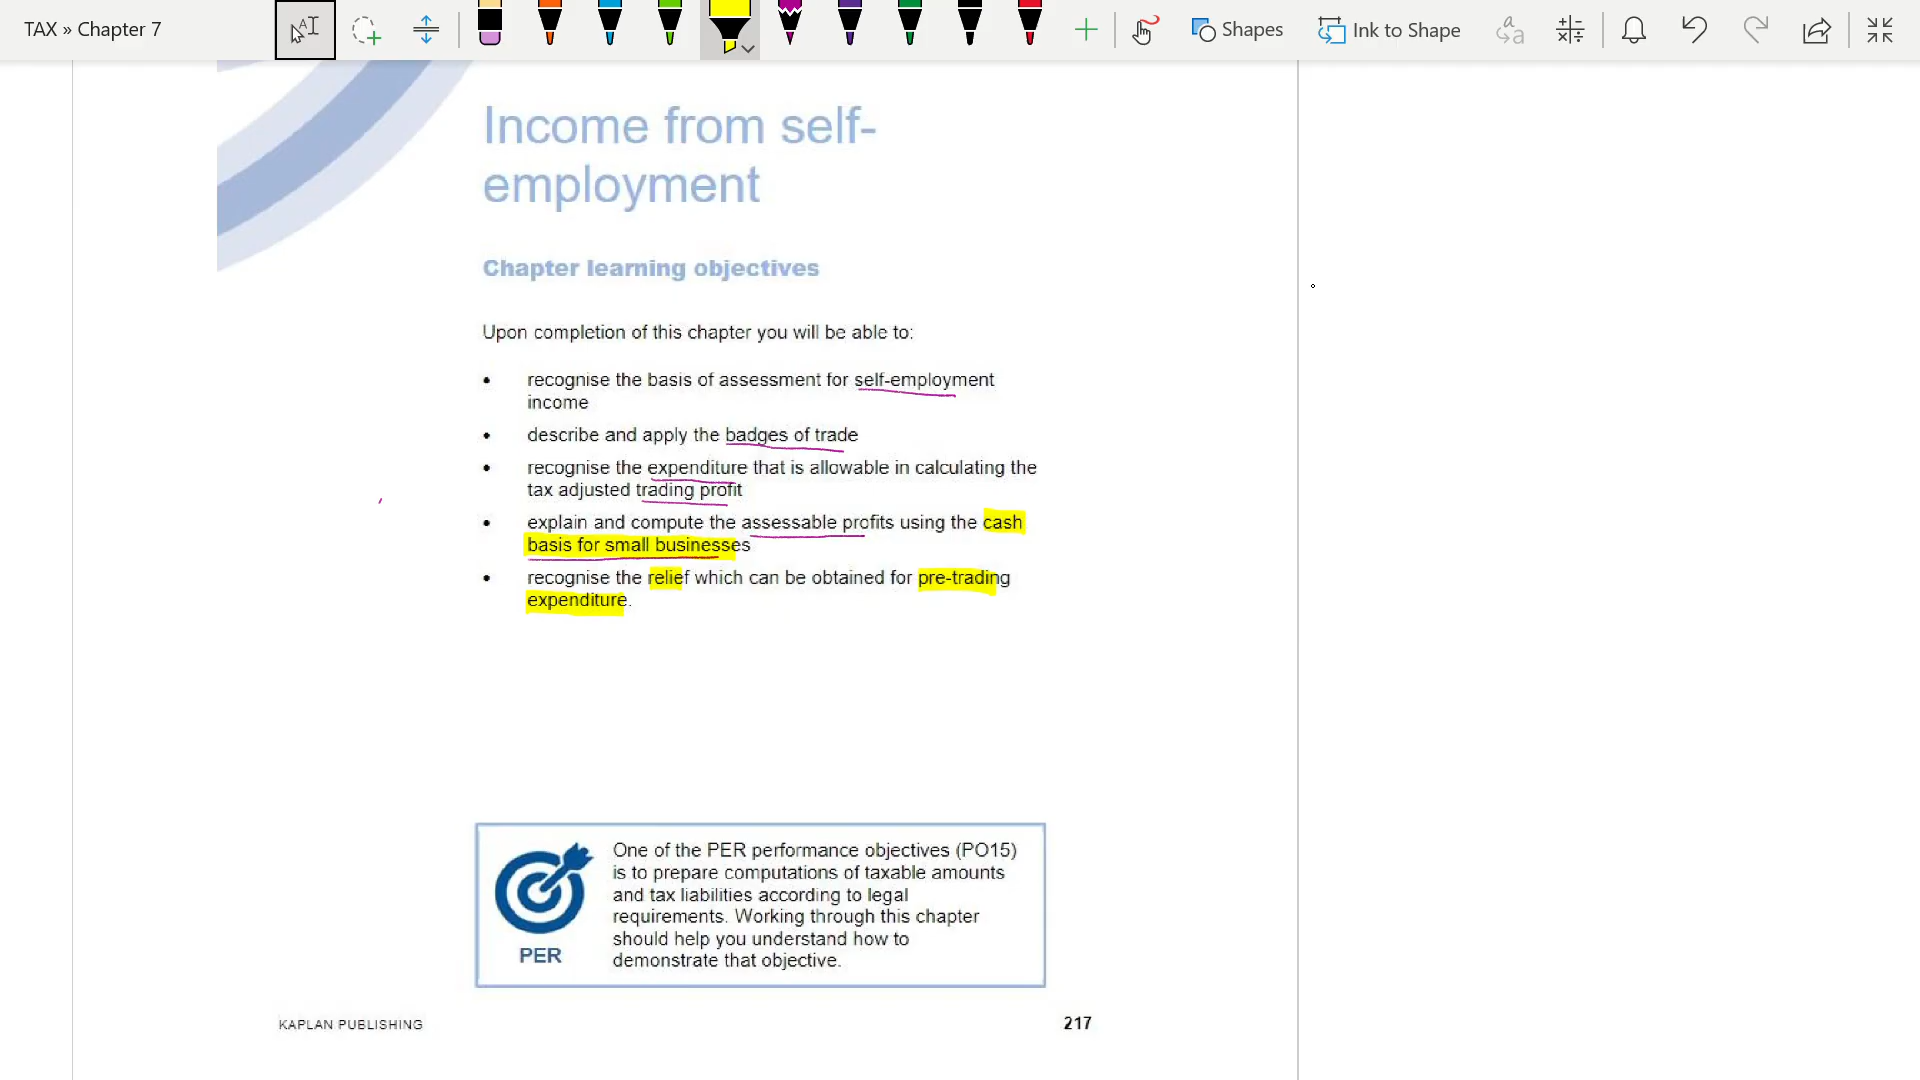 TAX » Chapter 7
Shapes
Ink to Shape
Income from self-
employment
Chapter learning objectives
Upon completion of this chapter you will be able to:
• recognise the basis of assessment for self-employment
income
• describe and apply the badges of trade
• recognise the expenditure that is allowable in calculating the
tax adjusted trading profit
• explain and compute the assessable profits using the cash
basis for small businesses
• recognise the relief which can be obtained for pre-trading
expenditure.
One of the PER performance objectives (PO15)
is to prepare computations of taxable amounts
and tax liabilities according to legal
requirements. Working through this chapter
should help you understand how to
demonstrate that objective.
PER
KAPLAN PUBLISHING
217